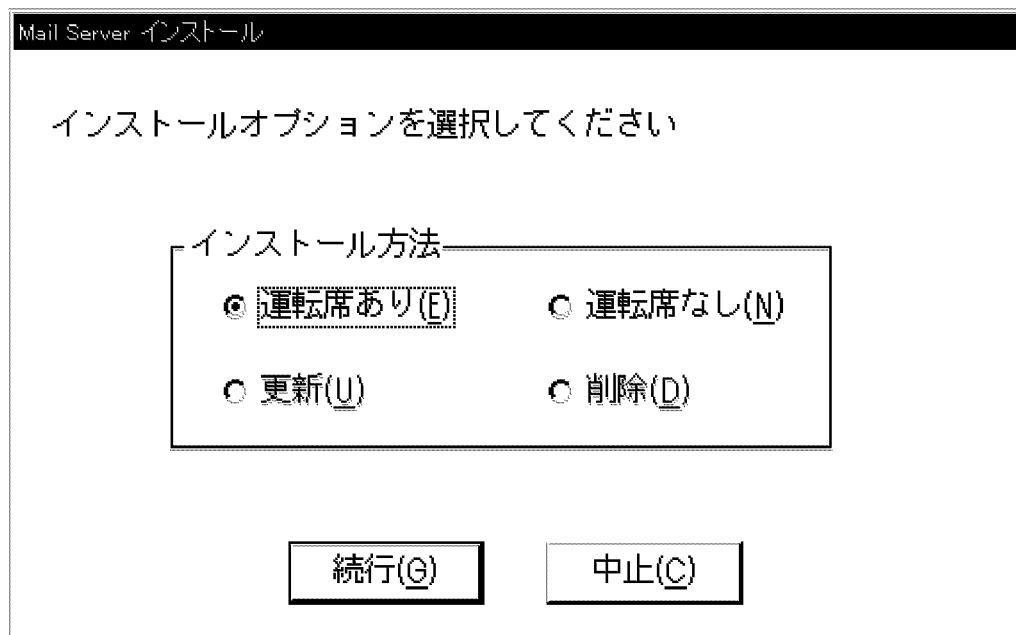 Mail Server インストール
インストールオプションを選択してください
インストール方法
運転席あり(E) 運転席なし(N)
更新(U) 削除(D)
続行(G) 中止(C)